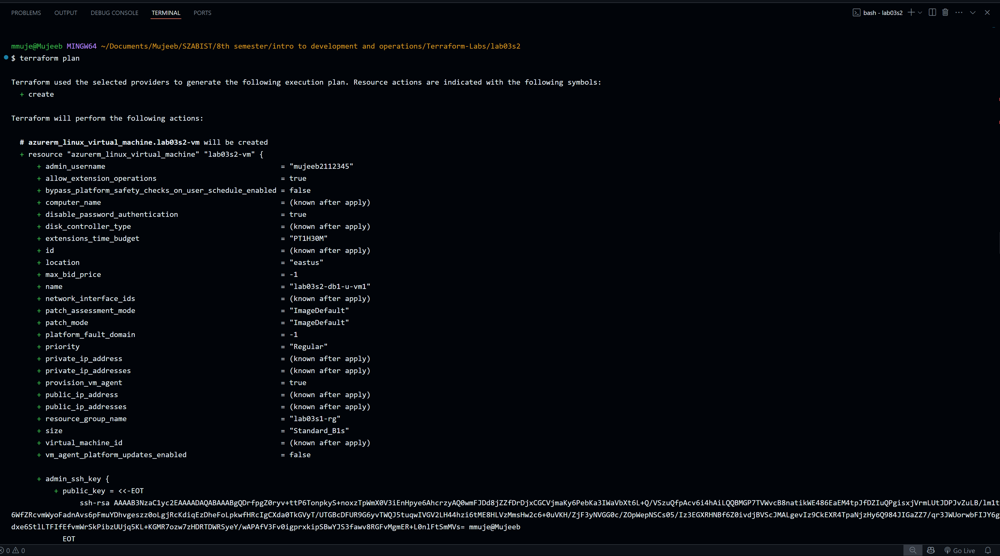 PROBLEMS OUTPUT DEBUG CONSOLE TERMINAL PORTS bash - lab03s2
mmuje@Mujeeb MINGW64 ~/Documents/Mujeeb/SZABIST/8th semester/intro to development and operations/Terraform-Labs/lab03s2
$ terraform plan
Terraform used the selected providers to generate the following execution plan. Resource actions are indicated with the following symbols:
+ create
Terraform will perform the following actions:
# azurerm_linux_virtual_machine.lab03s2-vm will be created
+ resource "azurerm_linux_virtual_machine" "lab03s2-vm" {
+ admin_username = "mujeeb2112345"
+ allow_extension_operations = true
+ bypass_platform_safety_checks_on_user_schedule_enabled = false
+ computer_name = (known after apply)
+ disable_password_authentication = true
+ disk_controller_type = (known after apply)
+ extensions_time_budget = "PT1H30M"
+ id = (known after apply)
+ location = "eastus"
+ max_bid_price = -1
+ name = "lab03s2-db1-u-vm1"
+ network_interface_ids = (known after apply)
+ patch_assessment_mode = "ImageDefault"
+ patch_mode = "ImageDefault"
+ platform_fault_domain = -1
+ priority = "Regular"
+ private_ip_address = (known after apply)
+ private_ip_addresses = (known after apply)
+ provision_vm_agent = true
+ public_ip_address = (known after apply)
+ public_ip_addresses = (known after apply)
+ resource_group_name = "lab03s1-rg"
+ size = "Standard_B1s"
+ virtual_machine_id = (known after apply)
+ vm_agent_platform_updates_enabled = false
+ admin_ssh_key {
+ public_key = <<-EOT
ssh-rsa AAAAB3NzaC1yc2EAAAADAQABAAABgQDrfpgZ0ryv+ttP6TonpkyS+noxzTpWmX0V3iEnHpye6AhcrzyAQ0wmFJDd8jZZfDrDjxCGCVjmaKy6PebKa3IWaVbXt6L+Q/VSzuQfpAcv6i4hAiLQQBMGP7TVWvcB8natikWE486EaEM4tpJfDZIuQPgisxjVrmLUtJDPJvZuLB/lm1t
6WfZRcvmWyoFadnAvs6pFmuYDhvgeszz0oLgjRcKdiqEzDheFoLpkwfHRcIgCXda0TkGVyT/UTGBcDFUR9G6yvTWQJ5tuqwIVGV2LH44hzi6tME8HLVzMmsHw2c6+0uVKH/ZjF3yNVGG0c/ZOpWepNSCs05/Iz3EGXRHNBf6Z0ivdjBVScJMALgevIz9CkEXR4TpaNjzHy6Q984JIGaZZ7/qr3JWUorwbFIJY6g
dxe6StlLTFIfEfvmWrSkPibzUUjq5KL+KGMR7ozw7zHDRTDWRSyeY/wAPAfV3Fv0igprxkipSBwYJS3fawv8RGFvMgmER+L0nlFtSmMVs= mmuje@Mujeeb
EOT
0 0 Go Live